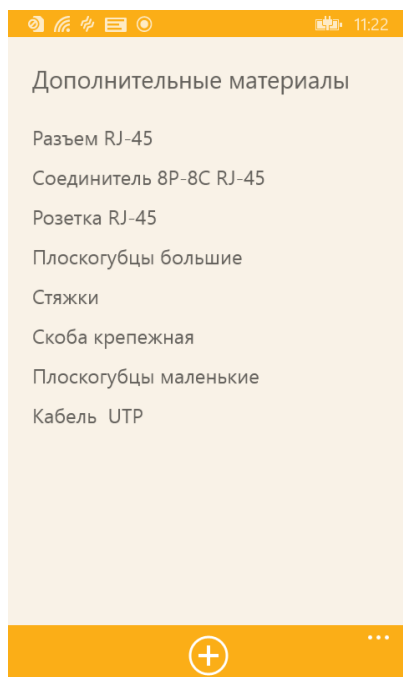 11:22
Дополнительные материалы
Разъем RJ-45
Соединитель 8P-8C RJ-45
Розетка RJ-45
Плоскогубцы большие
Стяжки
Скоба крепежная
Плоскогубцы маленькие
Кабель UTP